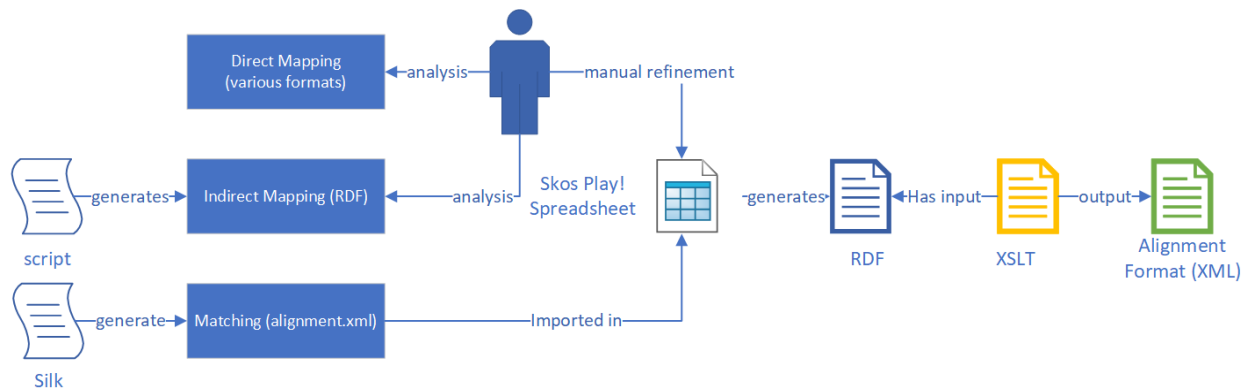 Direct Mapping
(various formats)
analysis
manual refinement
generates
Indirect Mapping (RDF)
analysis
Skos Play!
Spreadsheet
generates
Has input
output
script
RDF
XSLT
Alignment
Format (XML)
generate
Matching (alignment.xml)
Imported in
Silk